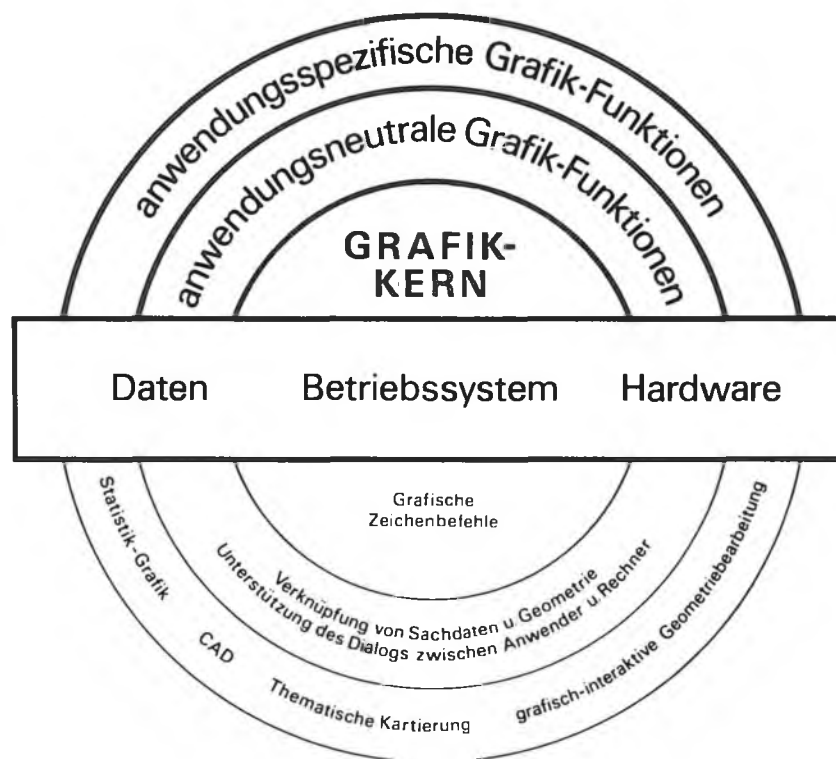 anwendungsspezifische Grafik-Funktionen
anwendungsneutrale Grafik-Funktionen
GRAFIK-
KERN
Daten Betriebssystem Hardware
Grafische
Zeichenbefehle
Verknüpfung von Sachdaten u. Geometrie
Unterstützung des Dialogs zwischen Anwender u. Rechner
Statistik-Grafik
CAD
Thematische Kartierung
grafisch-interaktive Geometriebearbeitung